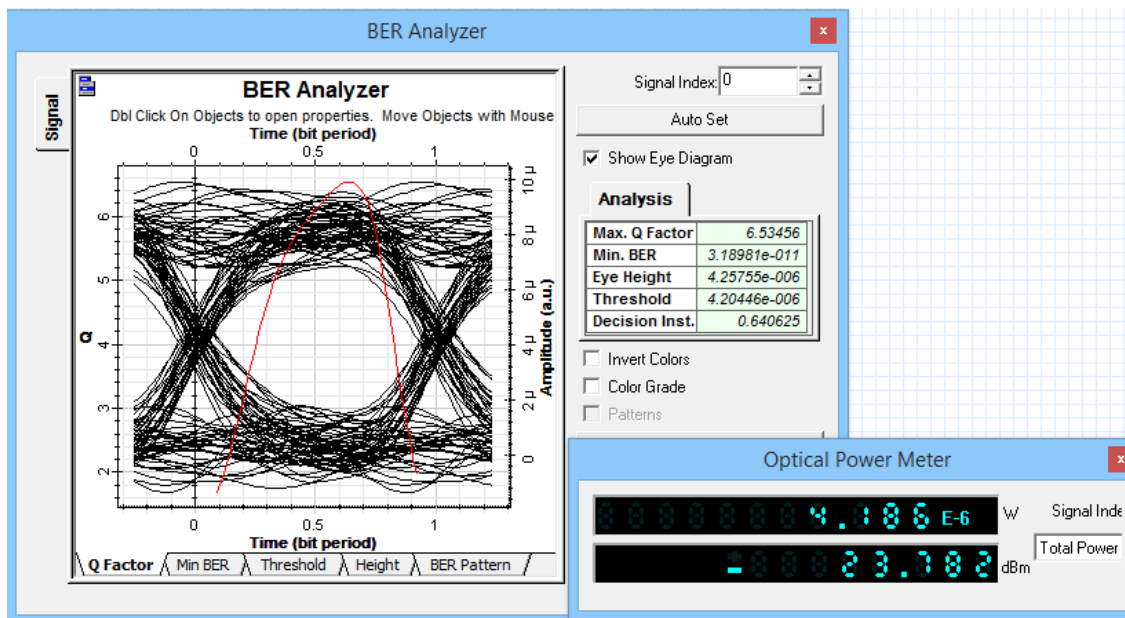 BER Analyzer
x
Signal
BER Analyzer
Dbl Click On Objects to open properties. Move Objects with Mouse
Time (bit period)
0 0.5 1
Q
2 3 4 5 6
Amplitude (a.u.)
0 2 µ 4 µ 6 µ 8 µ 10 µ
0 0.5 1
Time (bit period)
Q Factor Min BER Threshold Height BER Pattern
Signal Index: 0
Auto Set
Show Eye Diagram
Analysis
Max. Q Factor 6.53456
Min. BER 3.18981e-011
Eye Height 4.25755e-006
Threshold 4.20446e-006
Decision Inst. 0.640625
Invert Colors
Color Grade
Patterns
Optical Power Meter
x
4.186 E-6 W
Signal Inde
Total Power
- 23.782 dBm